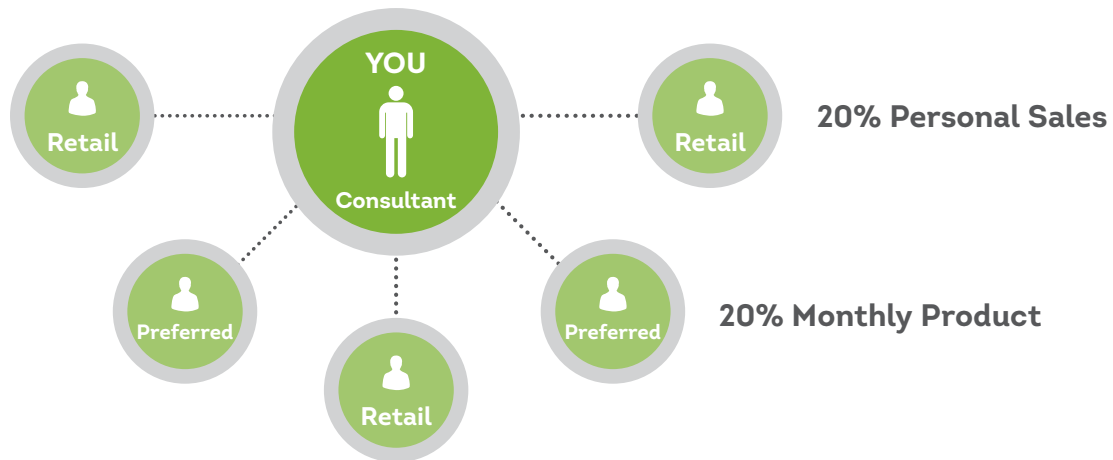 YOU
Consultant
Retail
Retail
20% Personal Sales
Preferred
Preferred
20% Monthly Product
Retail